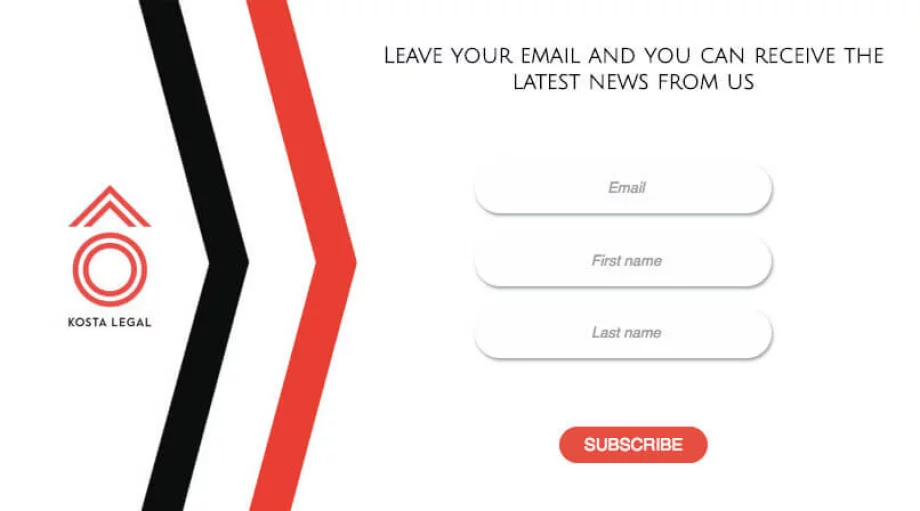 Leave your email and you can receive the
latest news from us
Email
First name
Last name
KOSTA LEGAL
SUBSCRIBE